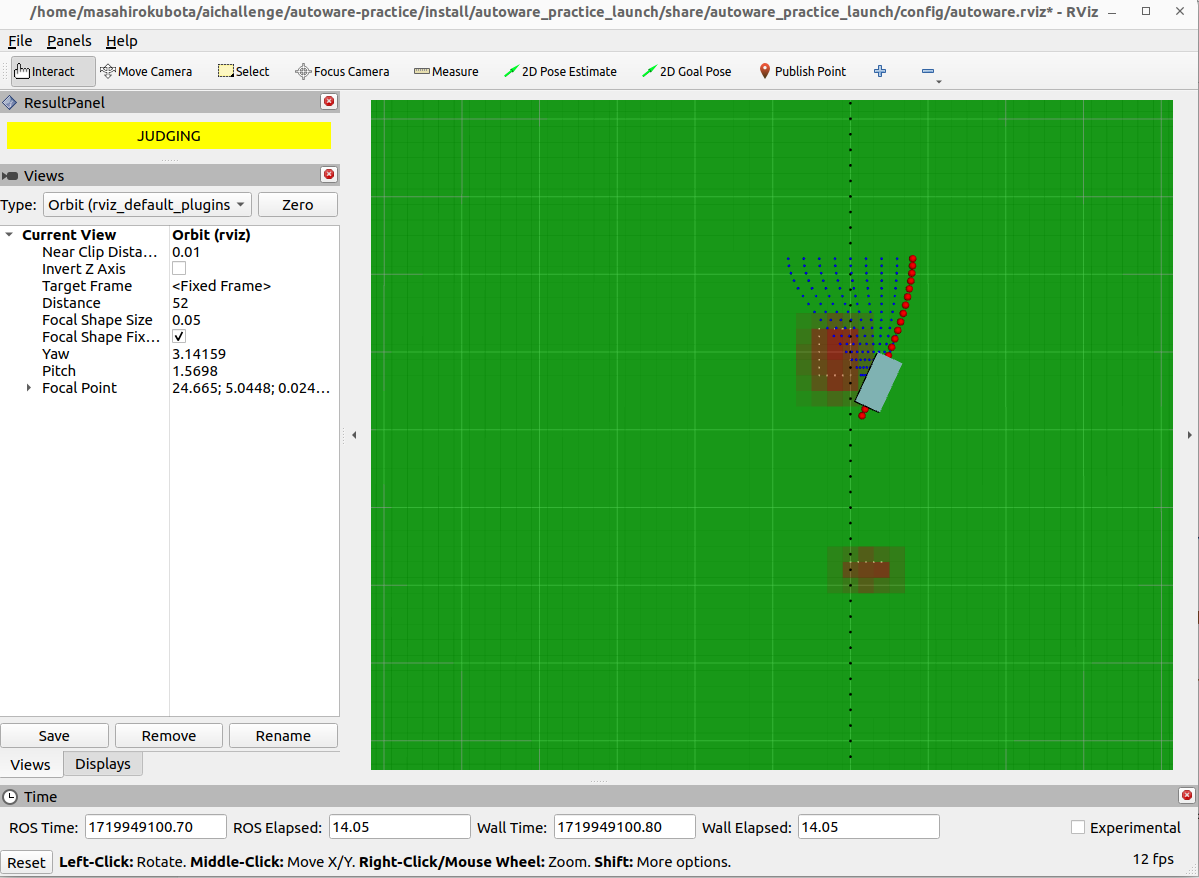 /home/masahirokubota/aichallenge/autoware-practice/install/autoware_practice_launch/share/autoware_practice_launch/config/autoware.rviz* - RViz
File Panels Help
Interact Move Camera Select Focus Camera Measure 2D Pose Estimate 2D Goal Pose Publish Point
ResultPanel
JUDGING
Views
Type: Orbit (rviz_default_plugins Zero
Current View Orbit (rviz)
Near Clip Dista… 0.01
Invert Z Axis
Target Frame <Fixed Frame>
Distance 52
Focal Shape Size 0.05
Focal Shape Fix…
Yaw 3.14159
Pitch 1.5698
Focal Point 24.665; 5.0448; 0.024…
Save Remove Rename
Views Displays
Time
ROS Time: 1719949100.70 ROS Elapsed: 14.05 Wall Time: 1719949100.80 Wall Elapsed: 14.05 Experimental
Reset Left-Click: Rotate. Middle-Click: Move X/Y. Right-Click/Mouse Wheel: Zoom. Shift: More options. 12 fps